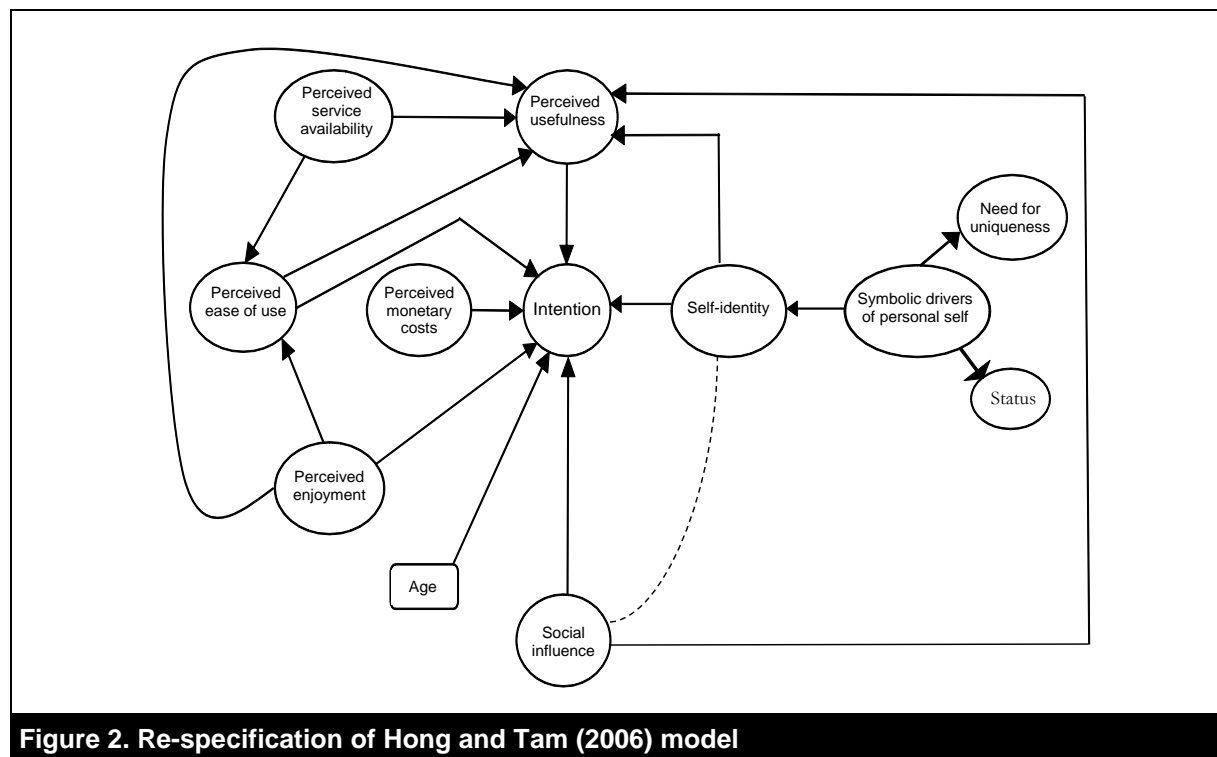 Perceived
service
availability
Perceived
usefulness
Need for
uniqueness
Perceived
ease of use
Perceived
monetary
costs
Intention
Self-identity
Symbolic drivers
of personal self
Status
Perceived
enjoyment
Age
Social
influence
Figure 2. Re-specification of Hong and Tam (2006) model